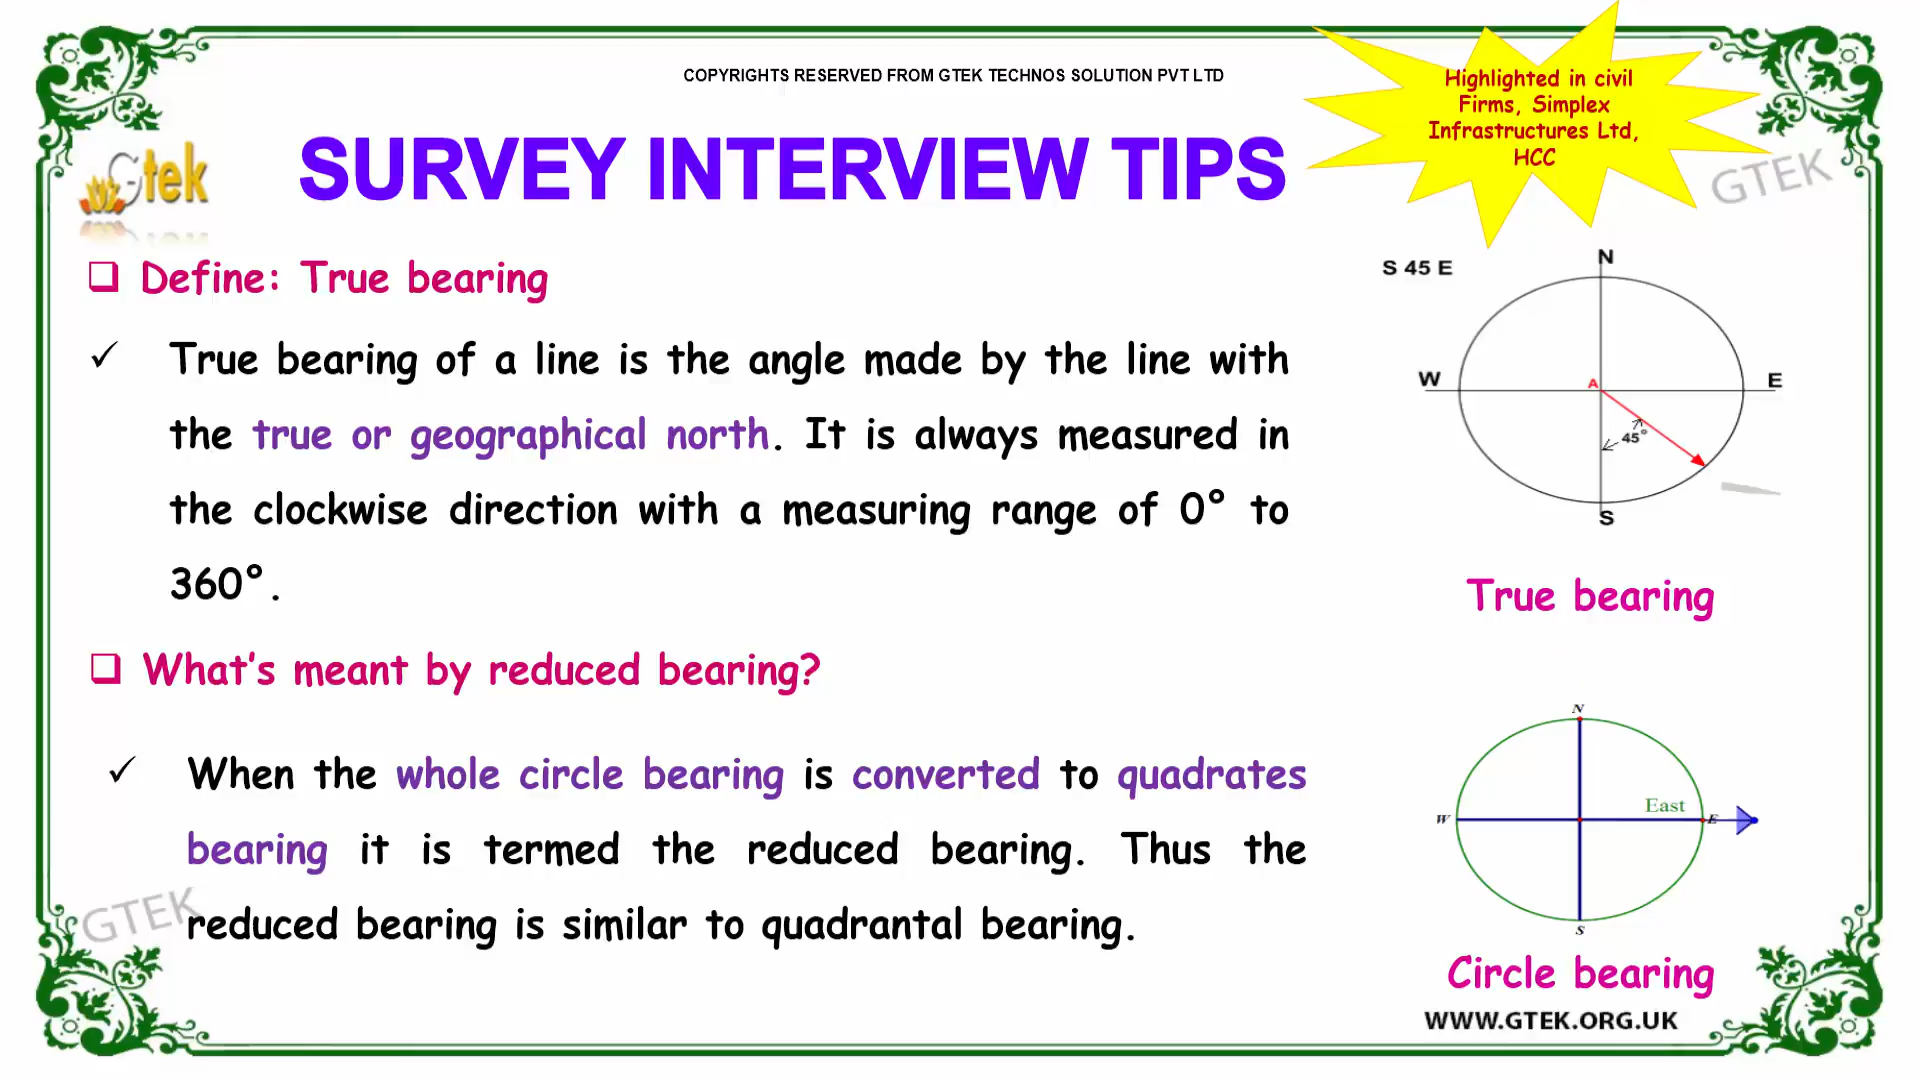 COPYRIGHTS RESERVED FROM GTEK TECHNOS SOLUTION PVT LTD
Highlighted in civil
Firms, Simplex
Infrastructures Ltd,
HCC
Gtek
SURVEY INTERVIEW TIPS
GTEK
Define: True bearing
True bearing of a line is the angle made by the line with
the true or geographical north. It is always measured in
the clockwise direction with a measuring range of 0° to
360°.
S 45 E
N
W
A
E
45°
S
True bearing
What's meant by reduced bearing?
When the whole circle bearing is converted to quadrates
bearing it is termed the reduced bearing. Thus the
reduced bearing is similar to quadrantal bearing.
GTEK
N
East
W
E
S
Circle bearing
WWW.GTEK.ORG.UK